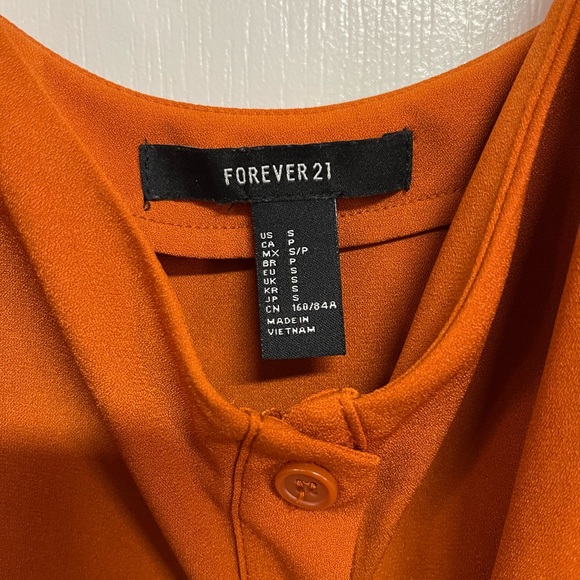 FOREVER 21
US S
CA P
MX S/P
BR P
EU S
UK S
KR S
JP S
CN 160/84A
MADE IN
VIETNAM